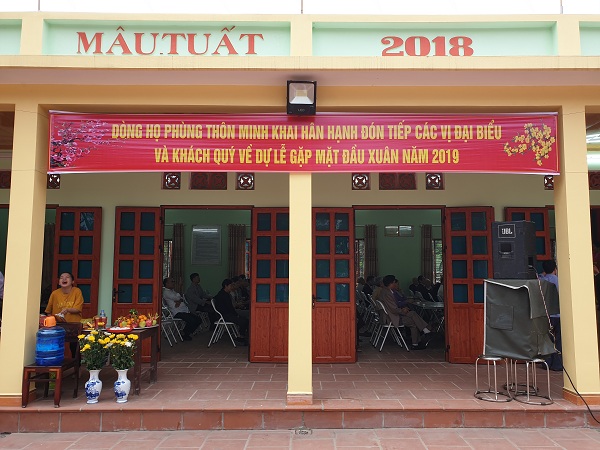 MẬU.TUẤT 2018
DÒNG HỌ PHÙNG THÔN MINH KHAI HÂN HẠNH ĐÓN TIẾP CÁC VỊ ĐẠI BIỂU
VÀ KHÁCH QUÝ VỀ DỰ LỄ GẶP MẶT ĐẦU XUÂN NĂM 2019
JBL